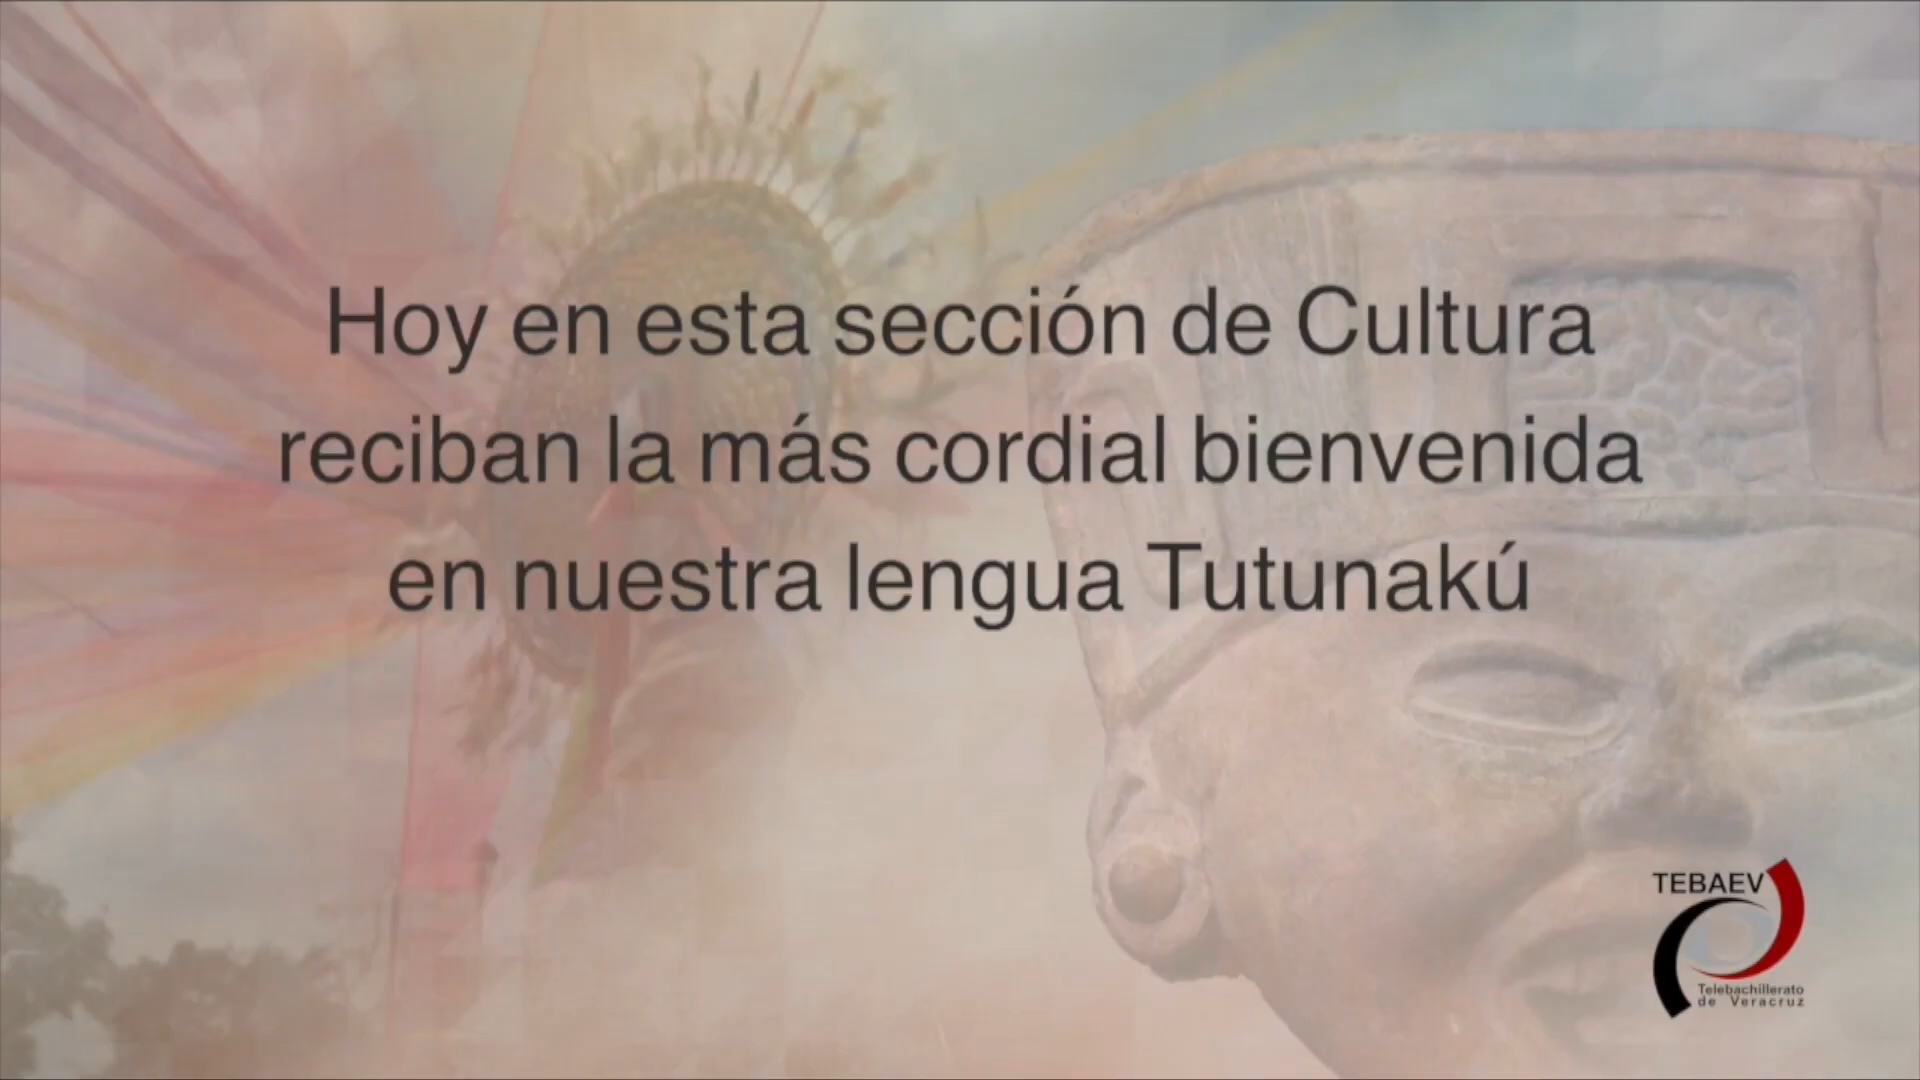 Hoy en esta sección de Cultura
reciban la más cordial bienvenida
en nuestra lengua Tutunakú
TEBAEV
Telebachillerato
de Veracruz